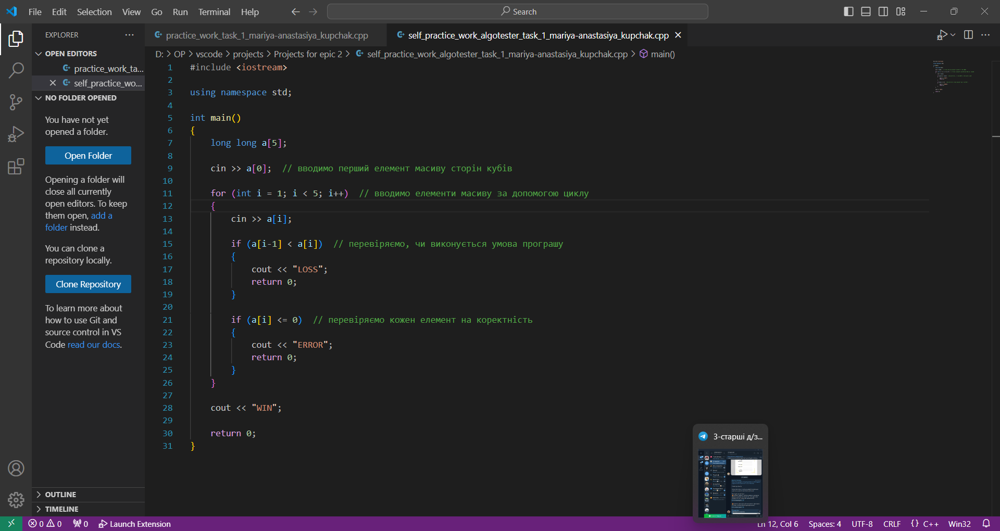 File Edit Selection View Go Run Terminal Help
Search
EXPLORER
OPEN EDITORS
practice_work_ta...
self_practice_wo...
NO FOLDER OPENED
You have not yet
opened a folder.
Open Folder
Opening a folder will
close all currently
open editors. To keep
them open, add a
folder instead.
You can clone a
repository locally.
Clone Repository
To learn more about
how to use Git and
source control in VS
Code read our docs.
OUTLINE
TIMELINE
practice_work_task_1_mariya-anastasiya_kupchak.cpp
self_practice_work_algotester_task_1_mariya-anastasiya_kupchak.cpp
D: > OP > vscode > projects > Projects for epic 2 > self_practice_work_algotester_task_1_mariya-anastasiya_kupchak.cpp > main()
1 #include <iostream>
2
3 using namespace std;
4
5 int main()
6 {
7 long long a[5];
8
9 cin >> a[0]; // вводимо перший елемент масиву сторін кубів
10
11 for (int i = 1; i < 5; i++) // вводимо елементи масиву за допомогою циклу
12 {
13 cin >> a[i];
14
15 if (a[i-1] < a[i]) // перевіряємо, чи виконується умова програшу
16 {
17 cout << "LOSS";
18 return 0;
19 }
20
21 if (a[i] <= 0) // перевіряємо кожен елемент на коректність
22 {
23 cout << "ERROR";
24 return 0;
25 }
26 }
27
28 cout << "WIN";
29
30 return 0;
31 }
3-старші д/з...
0 0 0 Launch Extension
Ln 12, Col 6 Spaces: 4 UTF-8 CRLF {} C++ Win32